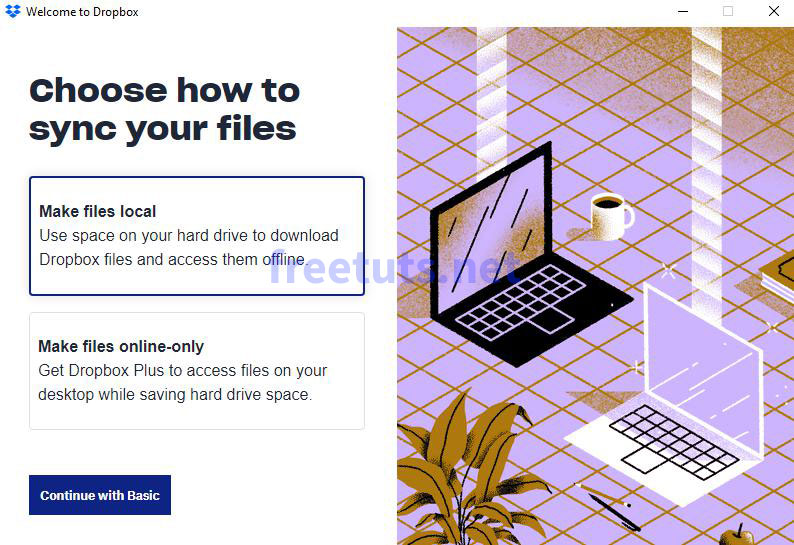 Welcome to Dropbox
Choose how to
sync your files
Make files local
Use space on your hard drive to download
Dropbox files and access them offline.
freetuts.net
Make files online-only
Get Dropbox Plus to access files on your
desktop while saving hard drive space.
Continue with Basic